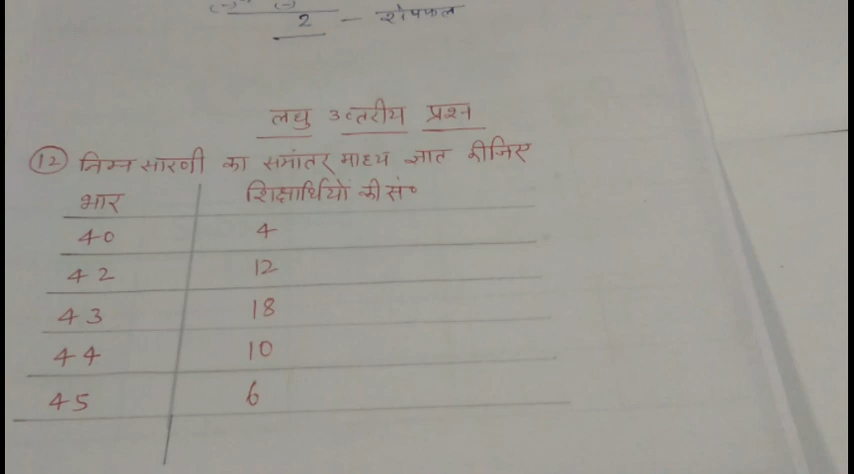 2 — शेषफल
लघु उत्तरीय प्रश्न
12 निम्न सारणी का समांतर माध्य ज्ञात कीजिए
भार शिक्षार्थियों की सं०
40 4
42 12
43 18
44 10
45 6